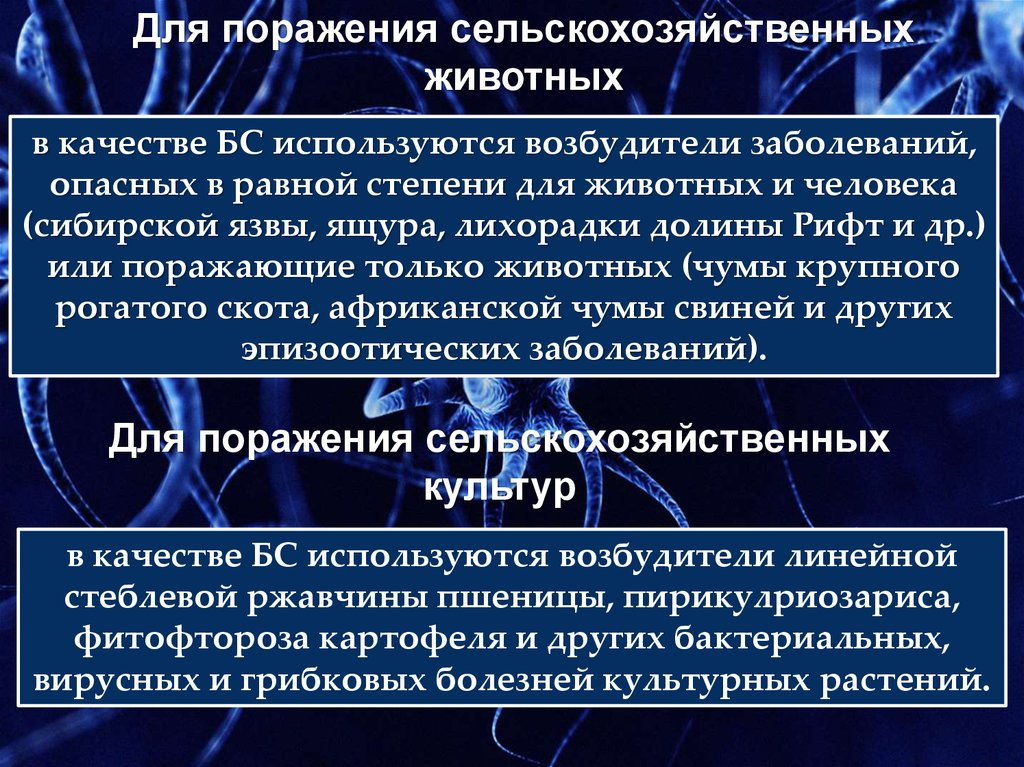 Для поражения сельскохозяйственных
животных
в качестве БС используются возбудители заболеваний,
опасных в равной степени для животных и человека
(сибирской язвы, ящура, лихорадки долины Рифт и др.)
или поражающие только животных (чумы крупного
рогатого скота, африканской чумы свиней и других
эпизоотических заболеваний).
Для поражения сельскохозяйственных
культур
в качестве БС используются возбудители линейной
стеблевой ржавчины пшеницы, пирикулриозариса,
фитофтороза картофеля и других бактериальных,
вирусных и грибковых болезней культурных растений.